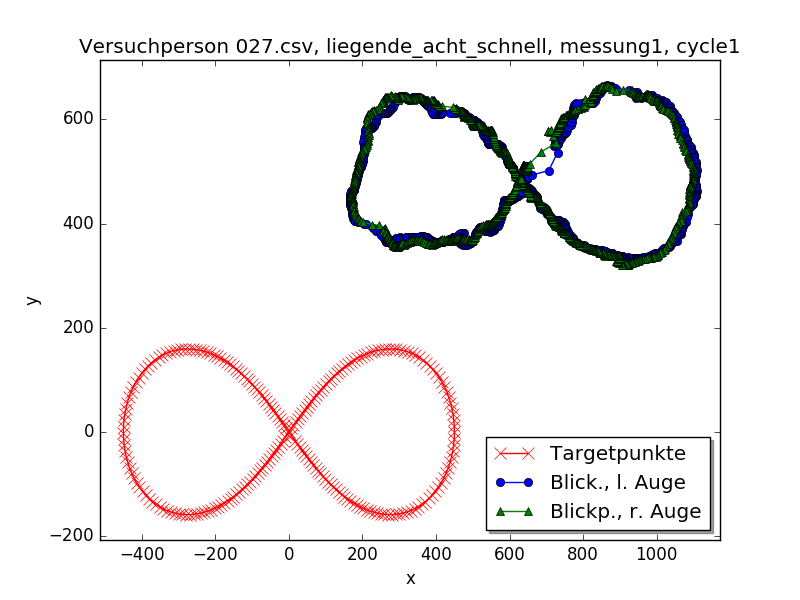 Versuchperson 027.csv, liegende_acht_schnell, messung1, cycle1
y
600
400
200
0
−200
−400
−200
0
200
400
600
800
1000
x
Targetpunkte
Blick., l. Auge
Blickp., r. Auge